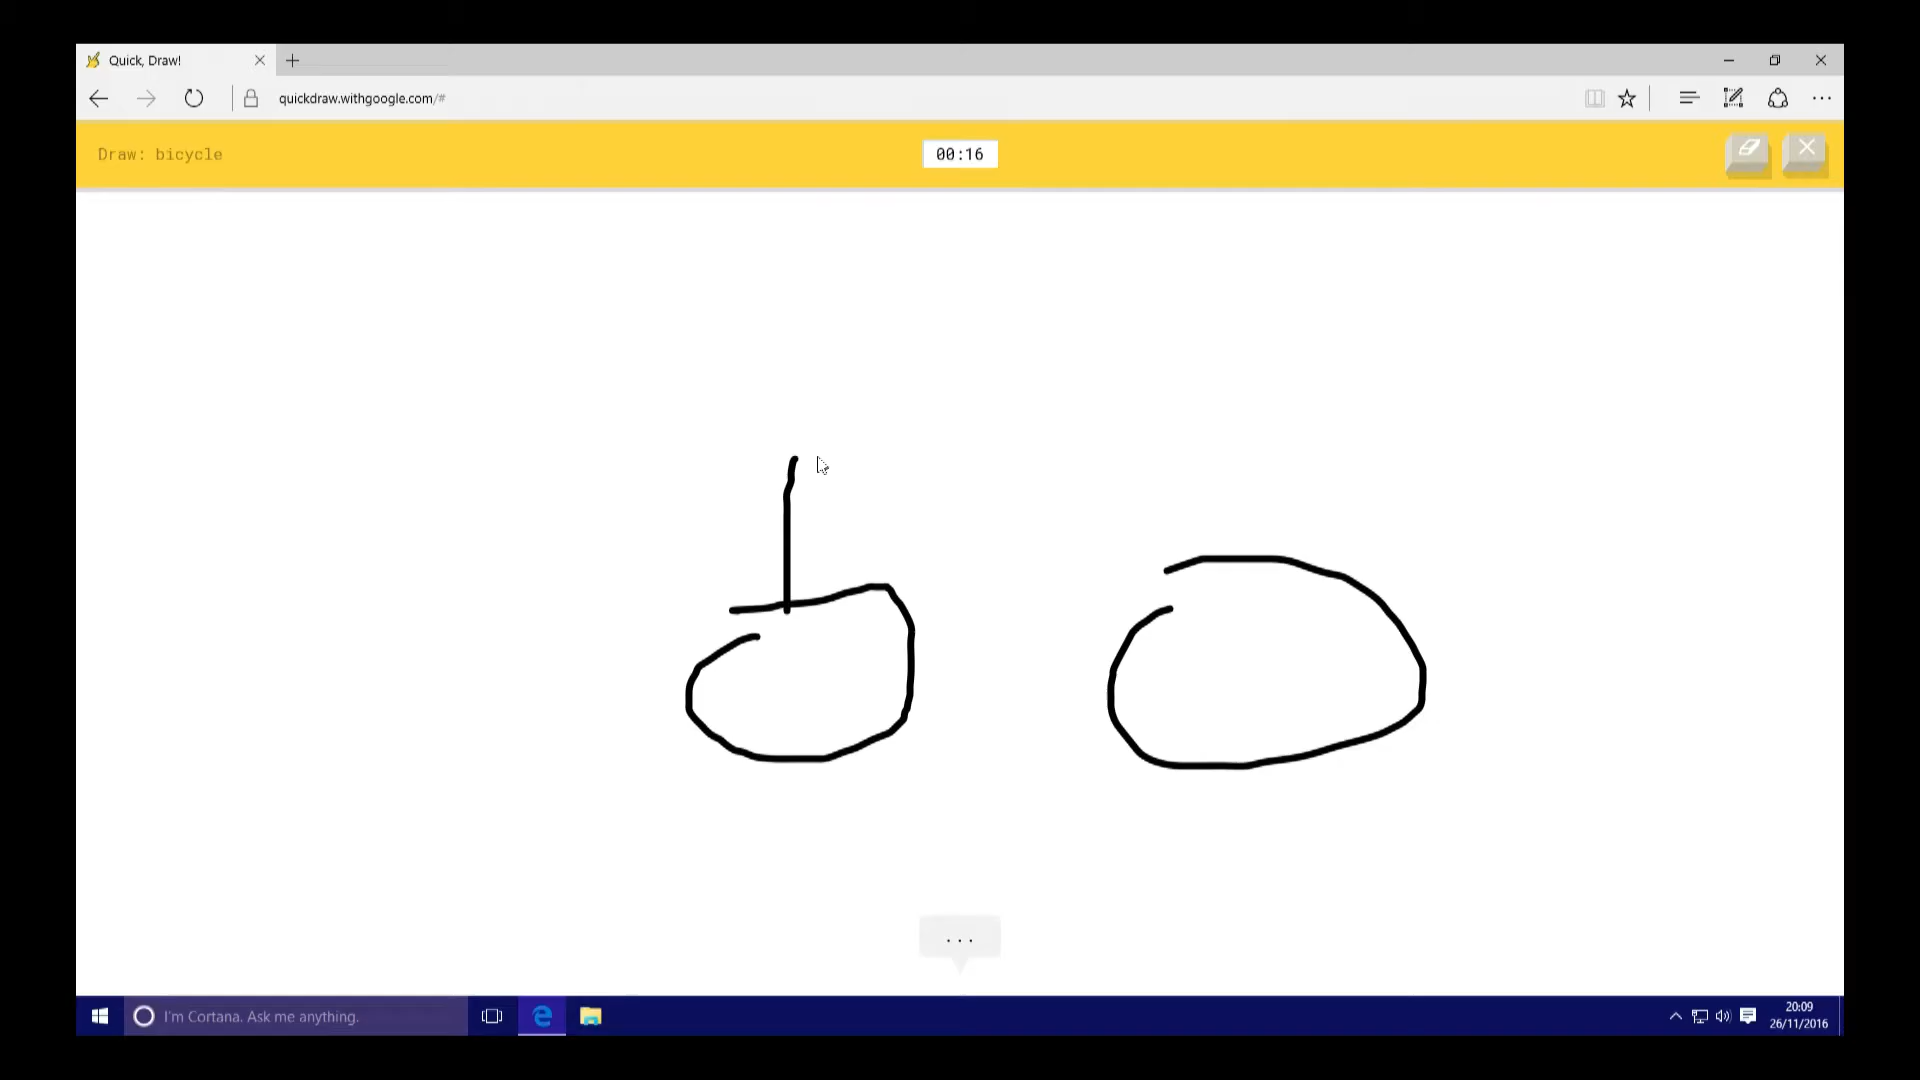 Quick, Draw!
quickdraw.withgoogle.com/#
Draw: bicycle
00:16
...
I'm Cortana. Ask me anything.
20:09
26/11/2016